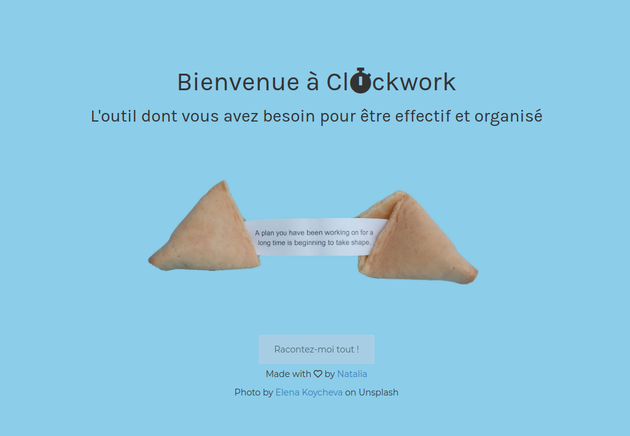 Bienvenue à Clockwork
L'outil dont vous avez besoin pour être effectif et organisé
A plan you have been working on for a
long time is beginning to take shape.
Racontez-moi tout !
Made with ♡ by Natalia
Photo by Elena Koycheva on Unsplash